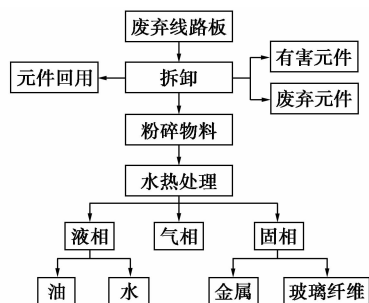 废弃线路板
元件回用
拆卸
有害元件
废弃元件
粉碎物料
水热处理
液相
气相
固相
油
水
金属
玻璃纤维